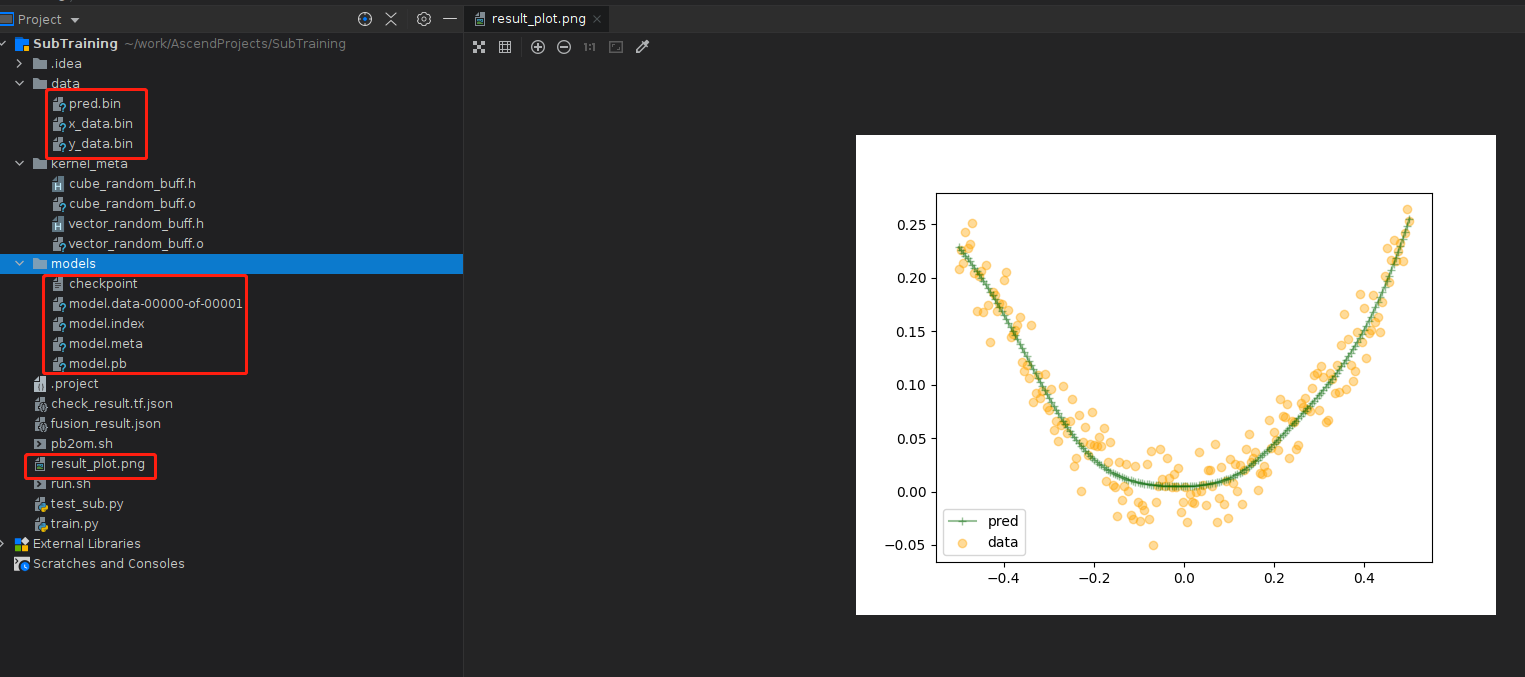 Project
result_plot.png
SubTraining ~/work/AscendProjects/SubTraining
1:1
.idea
data
pred.bin
x_data.bin
y_data.bin
kernel_meta
cube_random_buff.h
cube_random_buff.o
vector_random_buff.h
vector_random_buff.o
models
checkpoint
model.data-00000-of-00001
model.index
model.meta
model.pb
.project
check_result.tf.json
fusion_result.json
pb2om.sh
result_plot.png
run.sh
test_sub.py
train.py
External Libraries
Scratches and Consoles
0.25
0.20
0.15
0.10
0.05
0.00
−0.05
pred
data
−0.4 −0.2 0.0 0.2 0.4